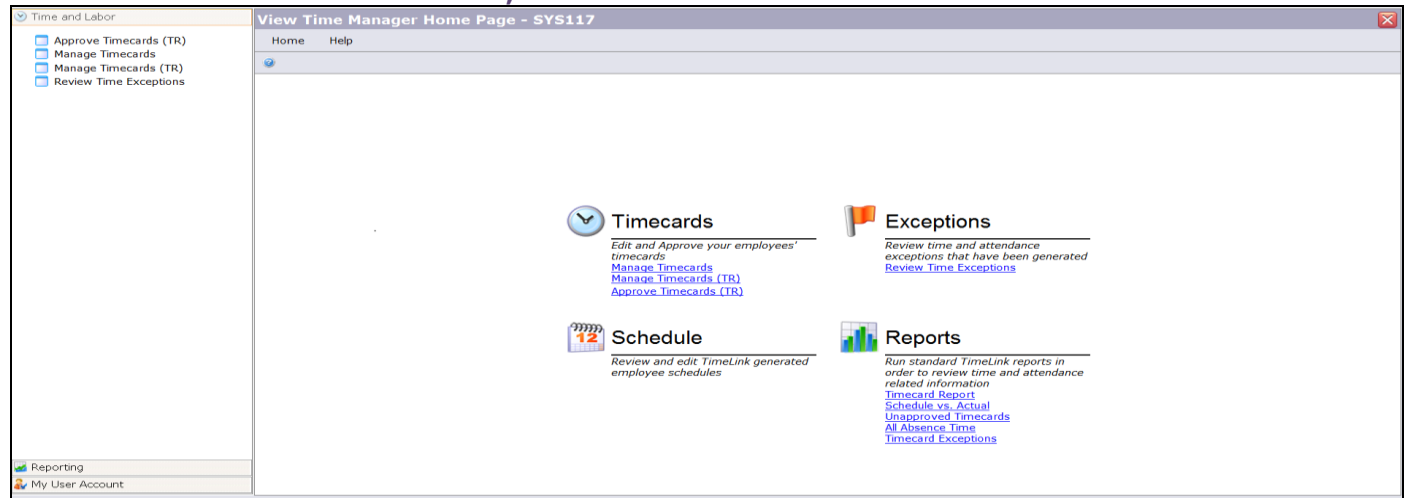 Time and Labor
Approve Timecards (TR)
Manage Timecards
Manage Timecards (TR)
Review Time Exceptions
Reporting
My User Account
View Time Manager Home Page - SYS117
Home Help
Timecards
Edit and Approve your employees'
timecards
Manage Timecards
Manage Timecards (TR)
Approve Timecards (TR)
Exceptions
Review time and attendance
exceptions that have been generated
Review Time Exceptions
12
Schedule
Review and edit TimeLink generated
employee schedules
Reports
Run standard TimeLink reports in
order to review time and attendance
related information
Timecard Report
Schedule vs. Actual
Unapproved Timecards
All Absence Time
Timecard Exceptions